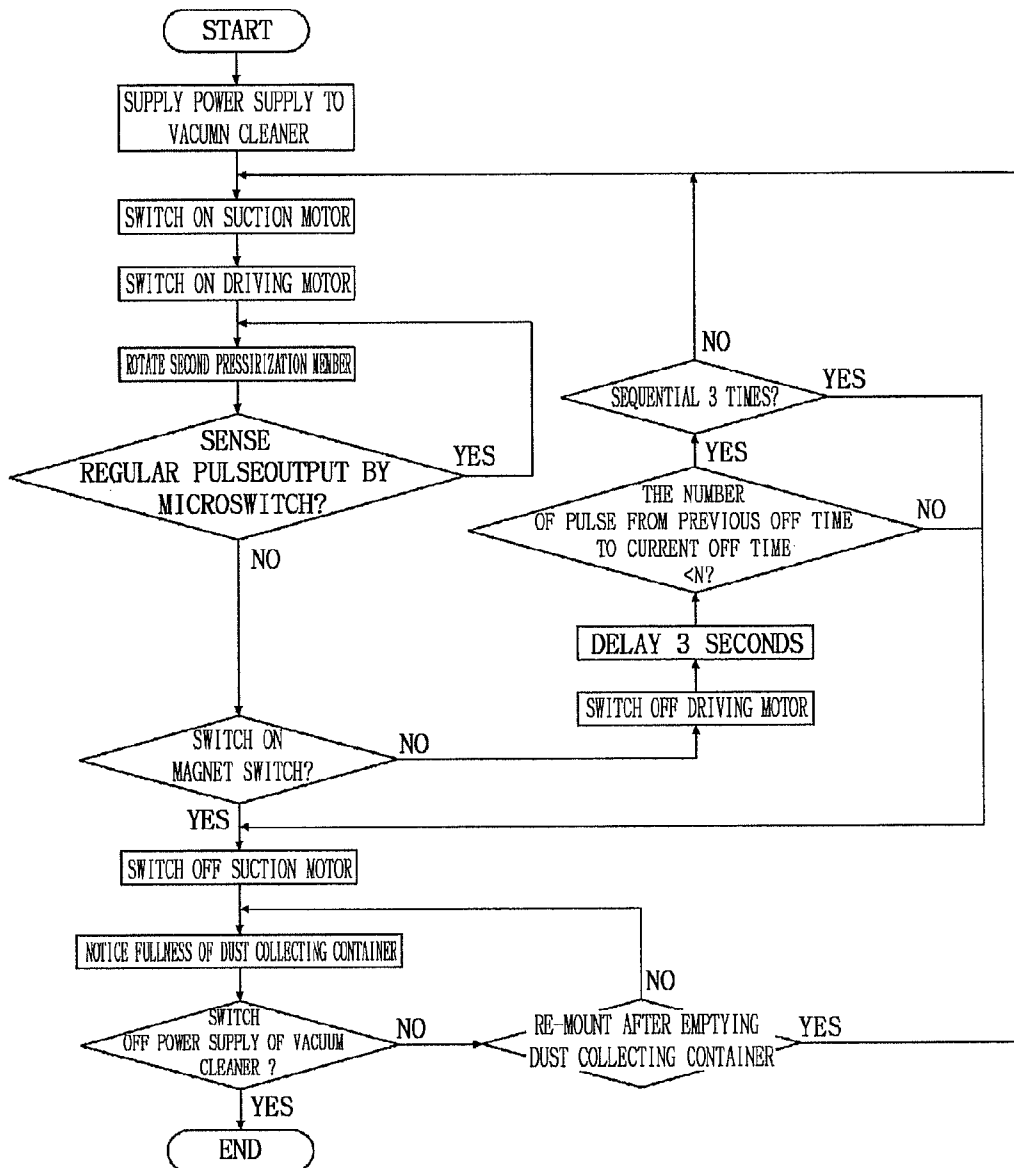 START
SUPPLY POWER SUPPLY TO
VACUMN CLEANER
SWITCH ON SUCTION MOTOR
SWITCH ON DRIVING MOTOR
ROTATE SECOND PRESSIRIZATION MEMBER
SENSE
REGULAR PULSEOUTPUT BY
MICROSWITCH?
YES
NO
NO
SEQUENTIAL 3 TIMES?
YES
YES
THE NUMBER
OF PULSE FROM PREVIOUS OFF TIME
TO CURRENT OFF TIME
<N?
NO
DELAY 3 SECONDS
SWITCH OFF DRIVING MOTOR
SWITCH ON
MAGNET SWITCH?
NO
YES
SWITCH OFF SUCTION MOTOR
NOTICE FULLNESS OF DUST COLLECTING CONTAINER
SWITCH
OFF POWER SUPPLY OF VACUUM
CLEANER ?
NO
NO
RE-MOUNT AFTER EMPTYING
DUST COLLECTING CONTAINER
YES
YES
END